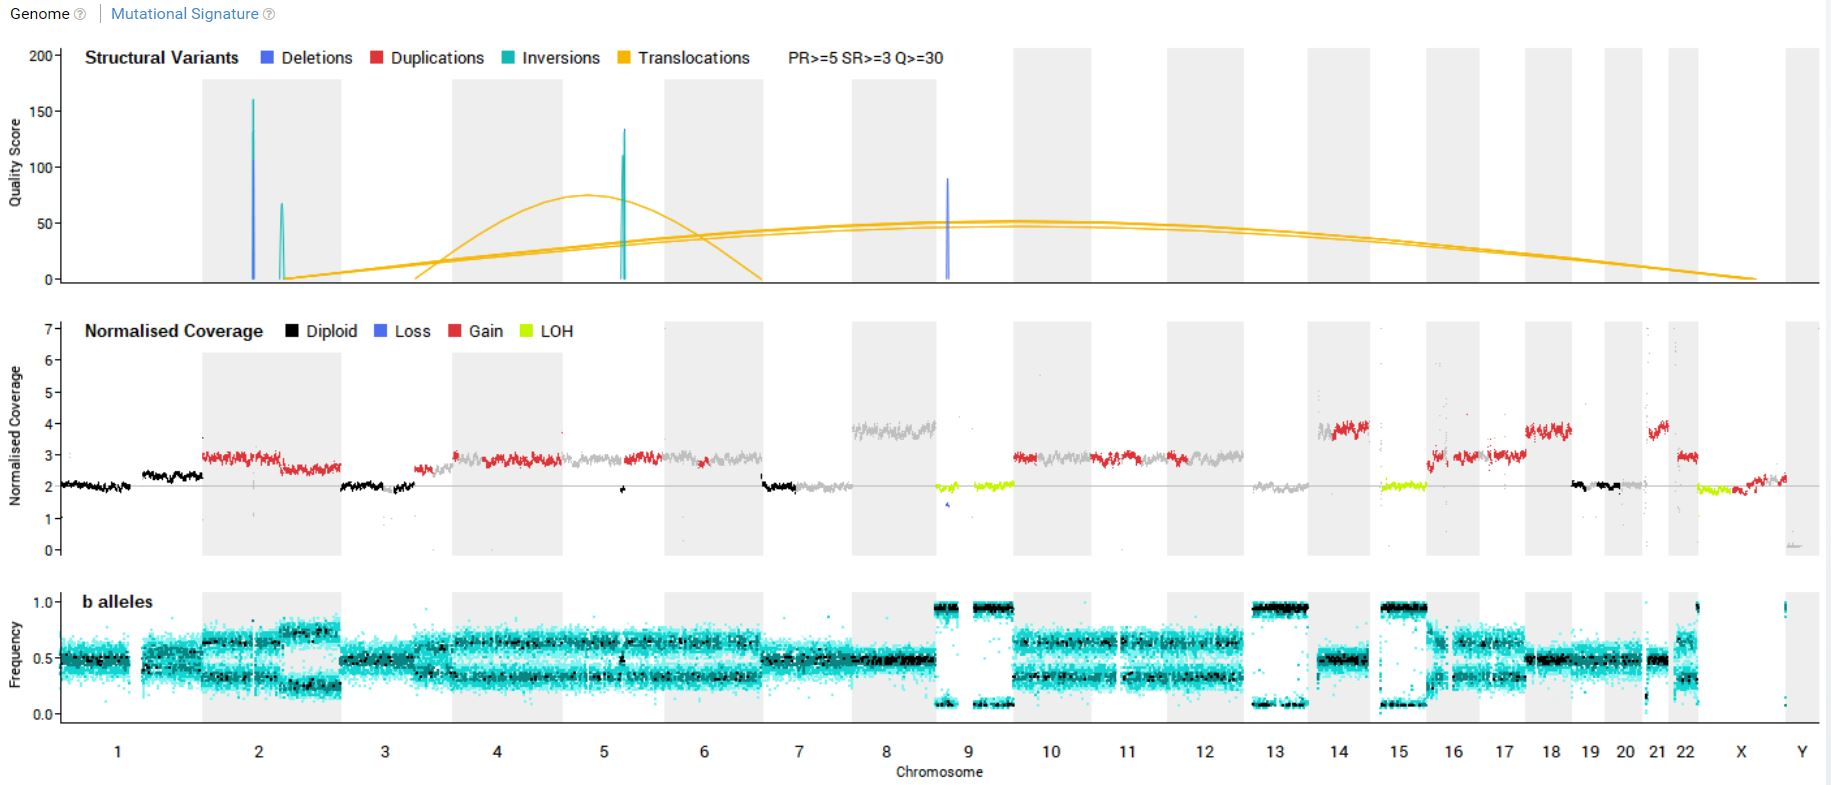 Genome ? | Mutational Signature ?
Structural Variants Deletions Duplications Inversions Translocations PR>=5 SR>=3 Q>=30
200
150
100
50
0
Quality Score
Normalised Coverage Diploid Loss Gain LOH
7
6
5
4
3
2
1
0
Normalised Coverage
b alleles
1.0
0.5
0.0
Frequency
1 2 3 4 5 6 7 8 9 10 11 12 13 14 15 16 17 18 19 20 21 22 X Y
Chromosome